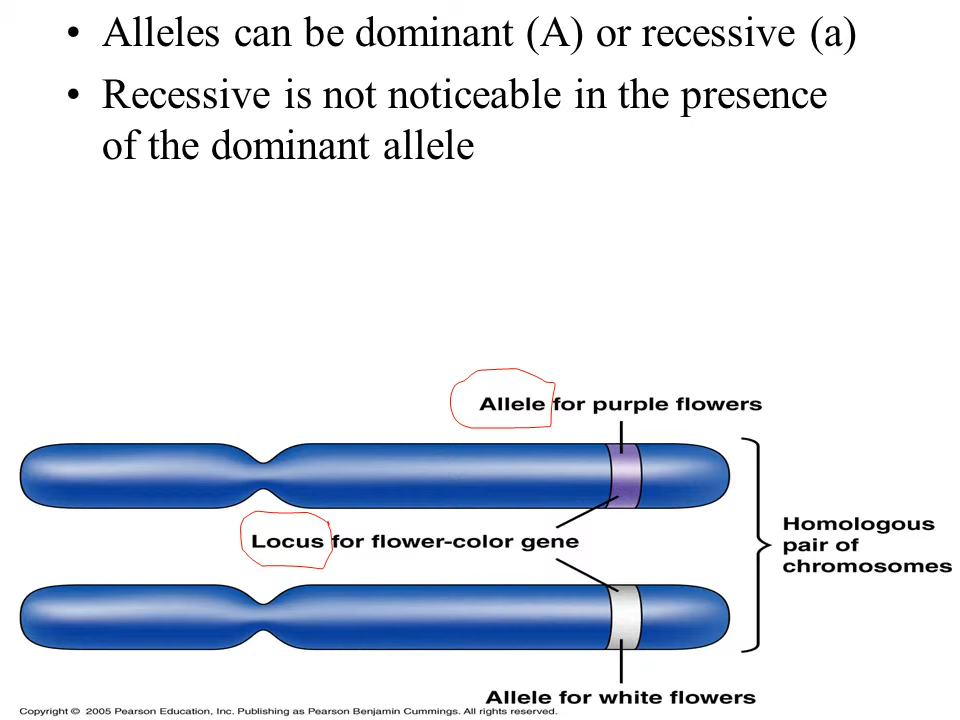 • Alleles can be dominant (A) or recessive (a)
• Recessive is not noticeable in the presence
of the dominant allele
Allele for purple flowers
Locus for flower-color gene
Homologous
pair of
chromosomes
Allele for white flowers
Copyright © 2005 Pearson Education, Inc. Publishing as Pearson Benjamin Cummings. All rights reserved.